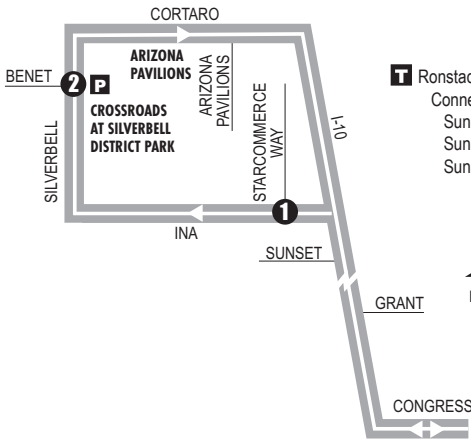 CORTARO
ARIZONA
PAVILIONS
ARIZONA
PAVILIONS
BENET
2 P
CROSSROADS
AT SILVERBELL
DISTRICT PARK
SILVERBELL
STARCOMMERCE
WAY
I-10
1
INA
SUNSET
GRANT
CONGRESS
T Ronstad
Conne
Sun
Sun
Sun